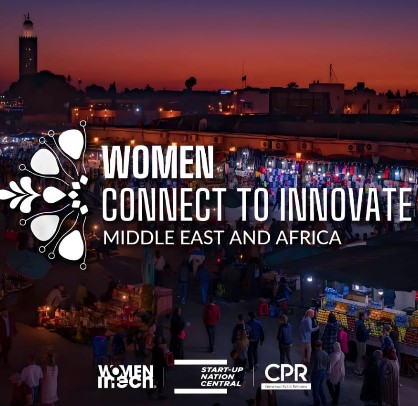 WOMEN
CONNECT TO INNOVATE
MIDDLE EAST AND AFRICA
WOMEN
IN TECH®
START-UP
NATION
CENTRAL
CPR